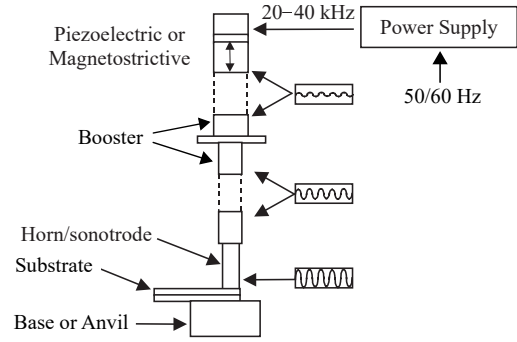 20−40 kHz
Power Supply
Piezoelectric or
Magnetostrictive
50/60 Hz
Booster
Horn/sonotrode
Substrate
Base or Anvil